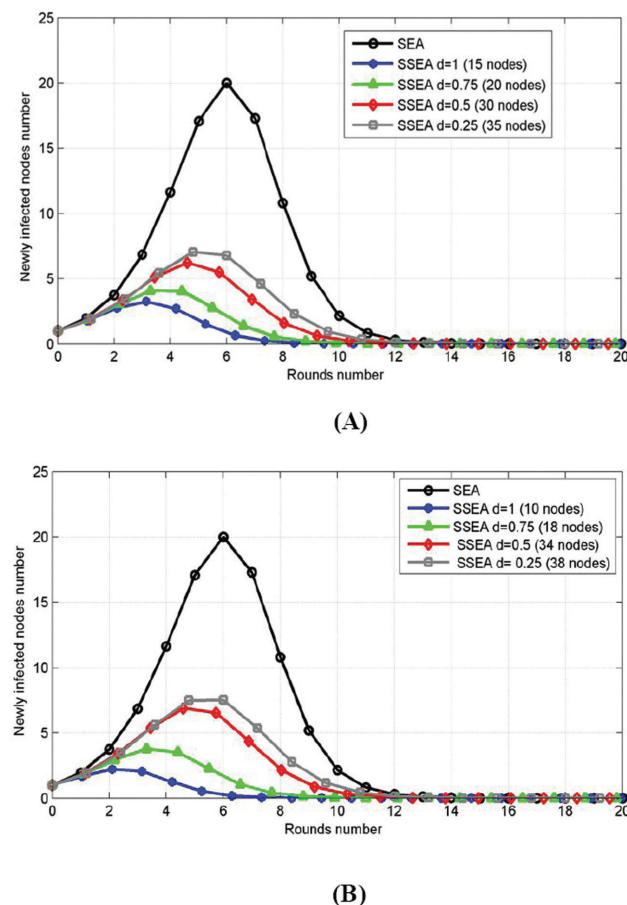 25
20
15
10
5
0
Newly infected nodes number
SEA
SSEA d=1 (15 nodes)
SSEA d=0.75 (20 nodes)
SSEA d=0.5 (30 nodes)
SSEA d=0.25 (35 nodes)
0 2 4 6 8 10 12 14 16 18 20
Rounds number
(A)
25
20
15
10
5
0
Newly infected nodes number
SEA
SSEA d=1 (10 nodes)
SSEA d=0.75 (18 nodes)
SSEA d=0.5 (34 nodes)
SSEA d= 0.25 (38 nodes)
0 2 4 6 8 10 12 14 16 18 20
Rounds number
(B)